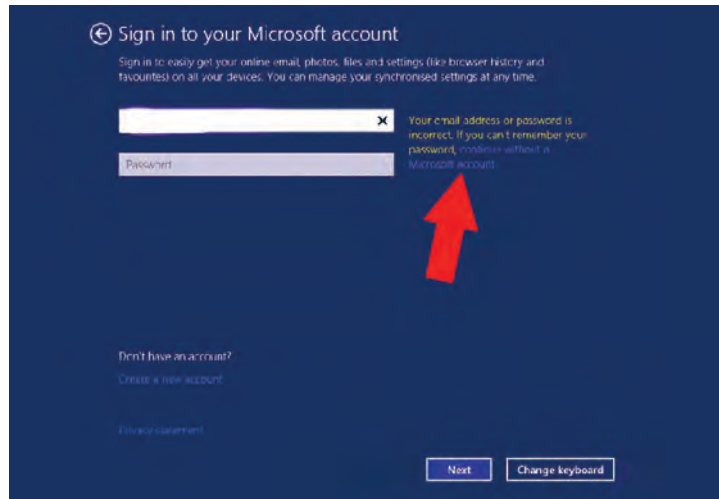 Sign in to your Microsoft account
Sign in to easily get your online email, photos, files and settings (like browser history and
favourites) on all your devices. You can manage your synchronised settings at any time.
Your email address or password is
incorrect. If you can't remember your
password, continue without a
Microsoft account
Password
Don't have an account?
Create a new account
Privacy statement
Next
Change keyboard